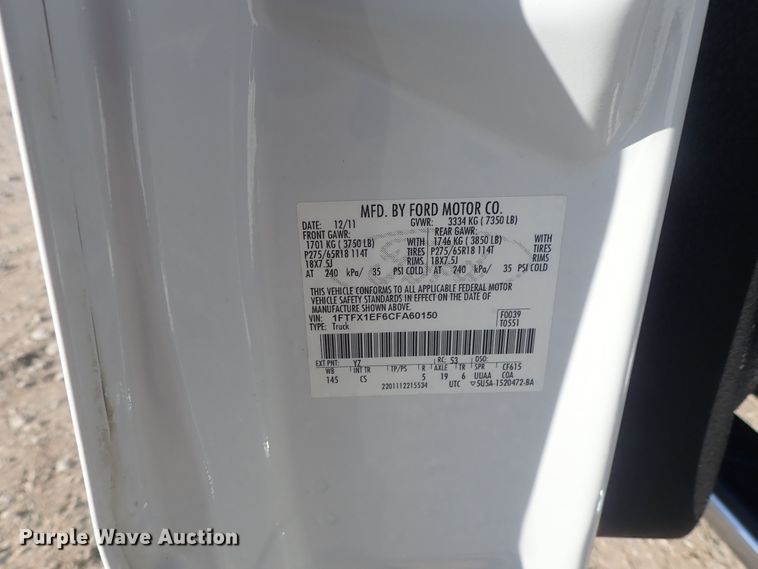 MFD. BY FORD MOTOR CO.
DATE: 12/11 GVWR: 3334 KG ( 7350 LB)
FRONT GAWR: REAR GAWR:
1701 KG ( 3750 LB) WITH 1746 KG ( 3850 LB) WITH
P275/65R18 114T TIRES P275/65R18 114T TIRES
18X7.5J RIMS 18X7.5J RIMS
AT 240 kPa/ 35 PSI COLD AT 240 kPa/ 35 PSI COLD
THIS VEHICLE CONFORMS TO ALL APPLICABLE FEDERAL MOTOR
VEHICLE SAFETY STANDARDS IN EFFECT ON THE DATE OF
MANUFACTURE SHOWN ABOVE.
VIN: 1FTFX1EF6CFA60150 F0039
TYPE: Truck T0551
EXT PNT: YZ RC: 53 DSO:
WB INT TR TP/PS R AXLE TR SPR CF615
145 CS 5 19 6 UUAA COA
2201112215534 UTC ▽5U5A-1520472-BA
Purple Wave Auction